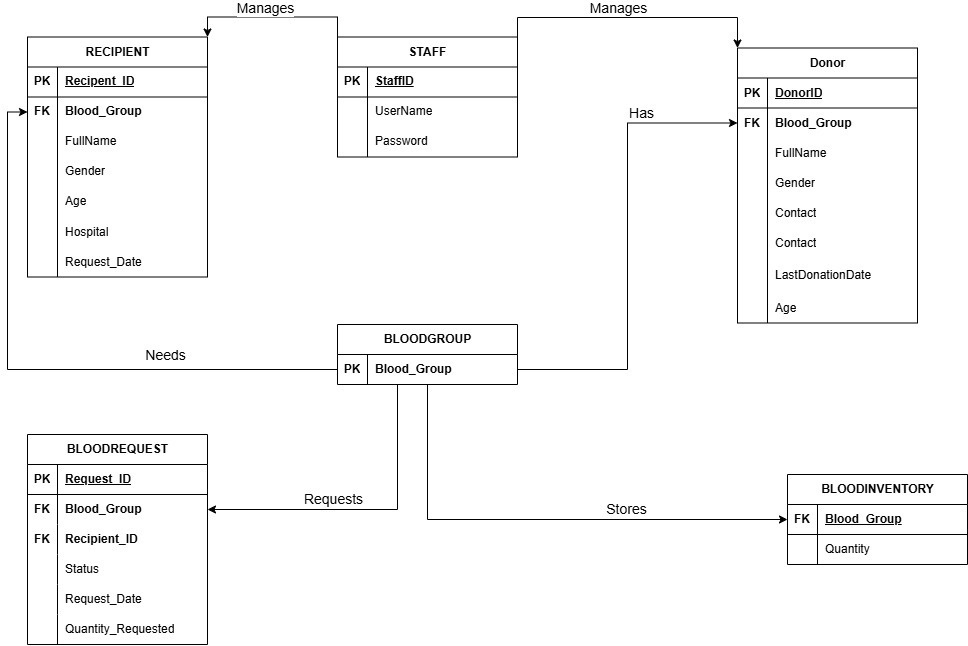 Manages
Manages
RECIPIENT
PK Recipent_ID
FK Blood_Group
FullName
Gender
Age
Hospital
Request_Date
STAFF
PK StaffID
UserName
Password
Donor
PK DonorID
FK Blood_Group
FullName
Gender
Contact
Contact
LastDonationDate
Age
Has
Needs
BLOODGROUP
PK Blood_Group
BLOODREQUEST
PK Request_ID
FK Blood_Group
FK Recipient_ID
Status
Request_Date
Quantity_Requested
Requests
Stores
BLOODINVENTORY
FK Blood_Group
Quantity